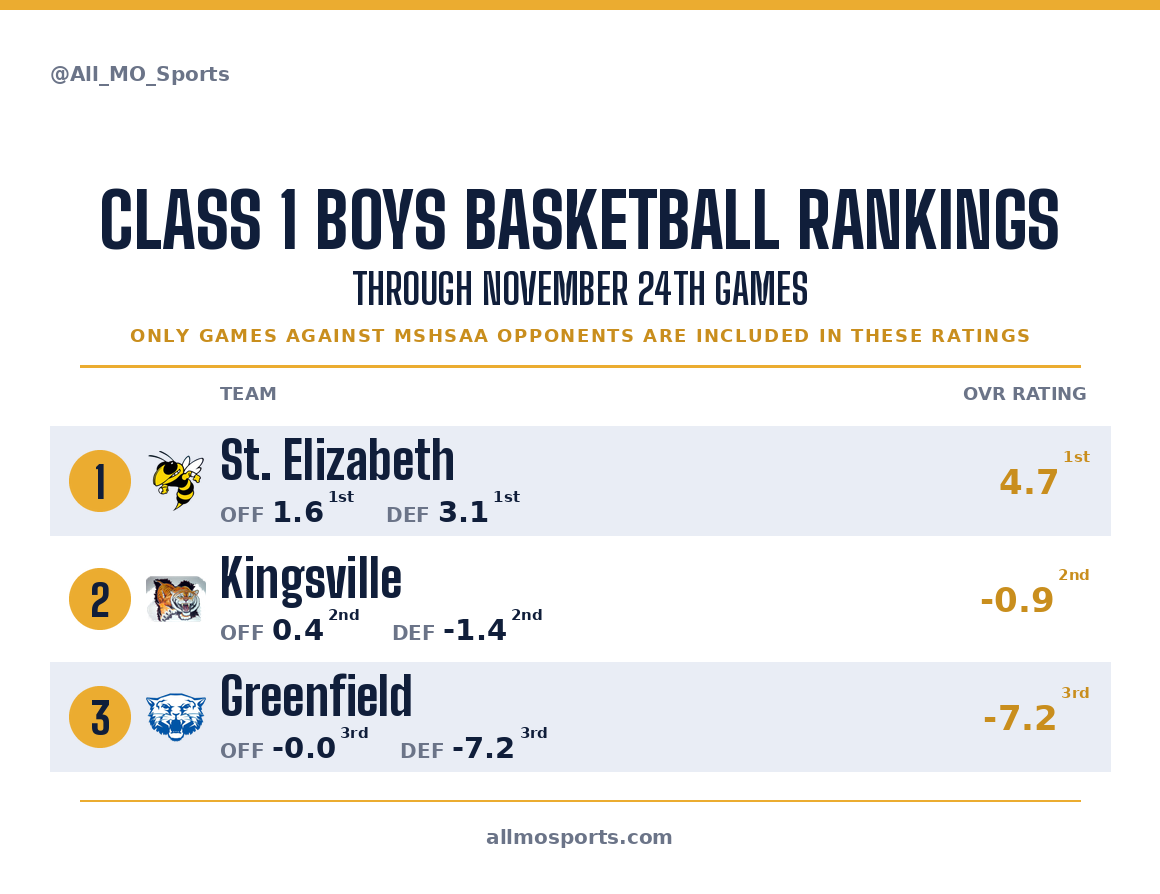 @All_MO_Sports
CLASS 1 BOYS BASKETBALL RANKINGS
THROUGH NOVEMBER 24TH GAMES
ONLY GAMES AGAINST MSHSAA OPPONENTS ARE INCLUDED IN THESE RATINGS
TEAM OVR RATING
1 St. Elizabeth 4.7 1st
OFF 1.6 1st DEF 3.1 1st
2 Kingsville -0.9 2nd
OFF 0.4 2nd DEF -1.4 2nd
3 Greenfield -7.2 3rd
OFF -0.0 3rd DEF -7.2 3rd
allmosports.com